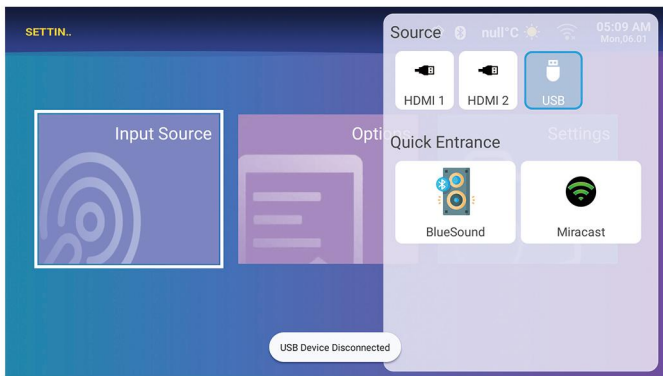 SETTIN..
null°C
05:09 AM
Mon,06.01
Input Source
Options
Settings
Source
HDMI 1
HDMI 2
USB
Quick Entrance
BlueSound
Miracast
USB Device Disconnected